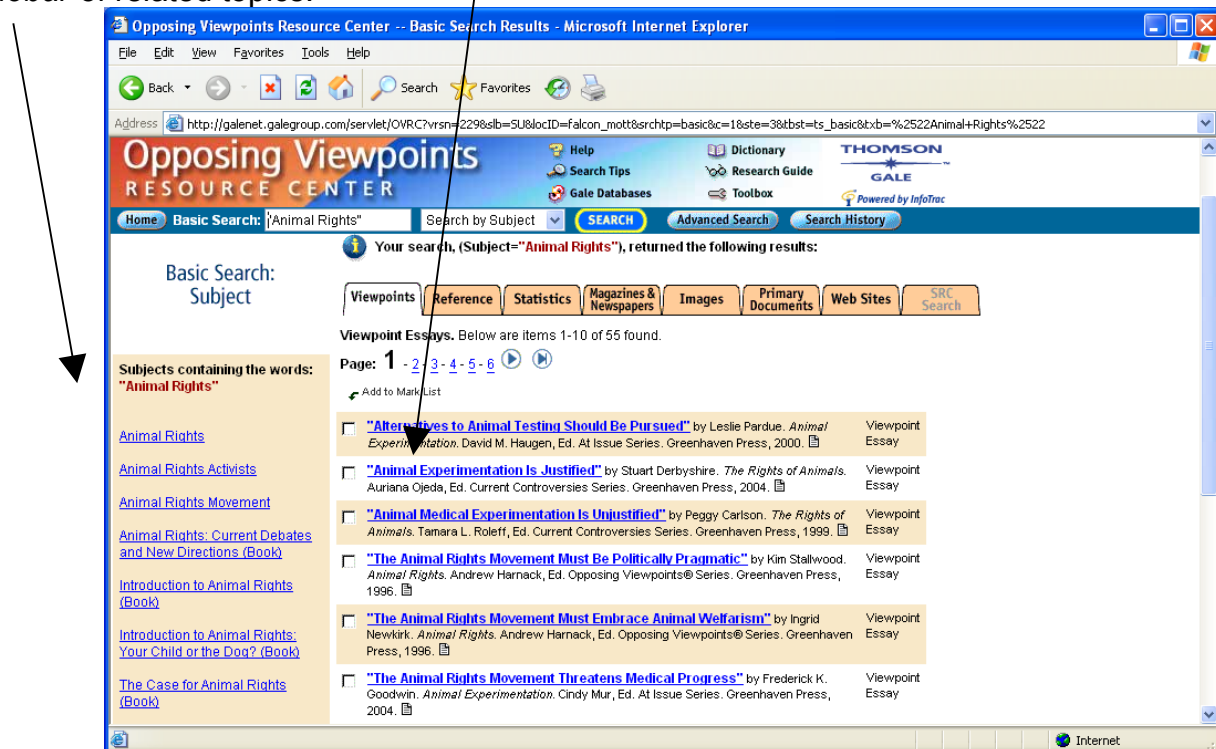 of related topics.
Opposing Viewpoints Resource Center -- Basic Search Results - Microsoft Internet Explorer
File Edit View Favorites Tools Help
Back Search Favorites
Address http://galenet.galegroup.com/servlet/OVRC?vrsn=229&slb=SU&locID=falcon_mott&srchtp=basic&c=1&ste=3&tbst=ts_basic&txb=%2522Animal+Rights%2522
Opposing Viewpoints
RESOURCE CENTER
Help Dictionary
Search Tips Research Guide
Gale Databases Toolbox
THOMSON
GALE
Powered by InfoTrac
Home Basic Search: "Animal Rights" Search by Subject SEARCH Advanced Search Search History
Basic Search:
Subject
Your search, (Subject="Animal Rights"), returned the following results:
Viewpoints Reference Statistics Magazines & Newspapers Images Primary Documents Web Sites SRC Search
Viewpoint Essays. Below are items 1-10 of 55 found.
Page: 1 - 2 - 3 - 4 - 5 - 6
Add to Mark List
Subjects containing the words:
"Animal Rights"
Animal Rights
Animal Rights Activists
Animal Rights Movement
Animal Rights: Current Debates
and New Directions (Book)
Introduction to Animal Rights
(Book)
Introduction to Animal Rights:
Your Child or the Dog? (Book)
The Case for Animal Rights
(Book)
"Alternatives to Animal Testing Should Be Pursued" by Leslie Pardue. Animal Viewpoint
Experimentation. David M. Haugen, Ed. At Issue Series. Greenhaven Press, 2000. Essay
"Animal Experimentation Is Justified" by Stuart Derbyshire. The Rights of Animals. Viewpoint
Auriana Ojeda, Ed. Current Controversies Series. Greenhaven Press, 2004. Essay
"Animal Medical Experimentation Is Unjustified" by Peggy Carlson. The Rights of Viewpoint
Animals. Tamara L. Roleff, Ed. Current Controversies Series. Greenhaven Press, 1999. Essay
"The Animal Rights Movement Must Be Politically Pragmatic" by Kim Stallwood. Viewpoint
Animal Rights. Andrew Harnack, Ed. Opposing Viewpoints® Series. Greenhaven Press, Essay
1996.
"The Animal Rights Movement Must Embrace Animal Welfarism" by Ingrid Viewpoint
Newkirk. Animal Rights. Andrew Harnack, Ed. Opposing Viewpoints® Series. Greenhaven Essay
Press, 1996.
"The Animal Rights Movement Threatens Medical Progress" by Frederick K. Viewpoint
Goodwin. Animal Experimentation. Cindy Mur, Ed. At Issue Series. Greenhaven Press, Essay
2004.
Internet